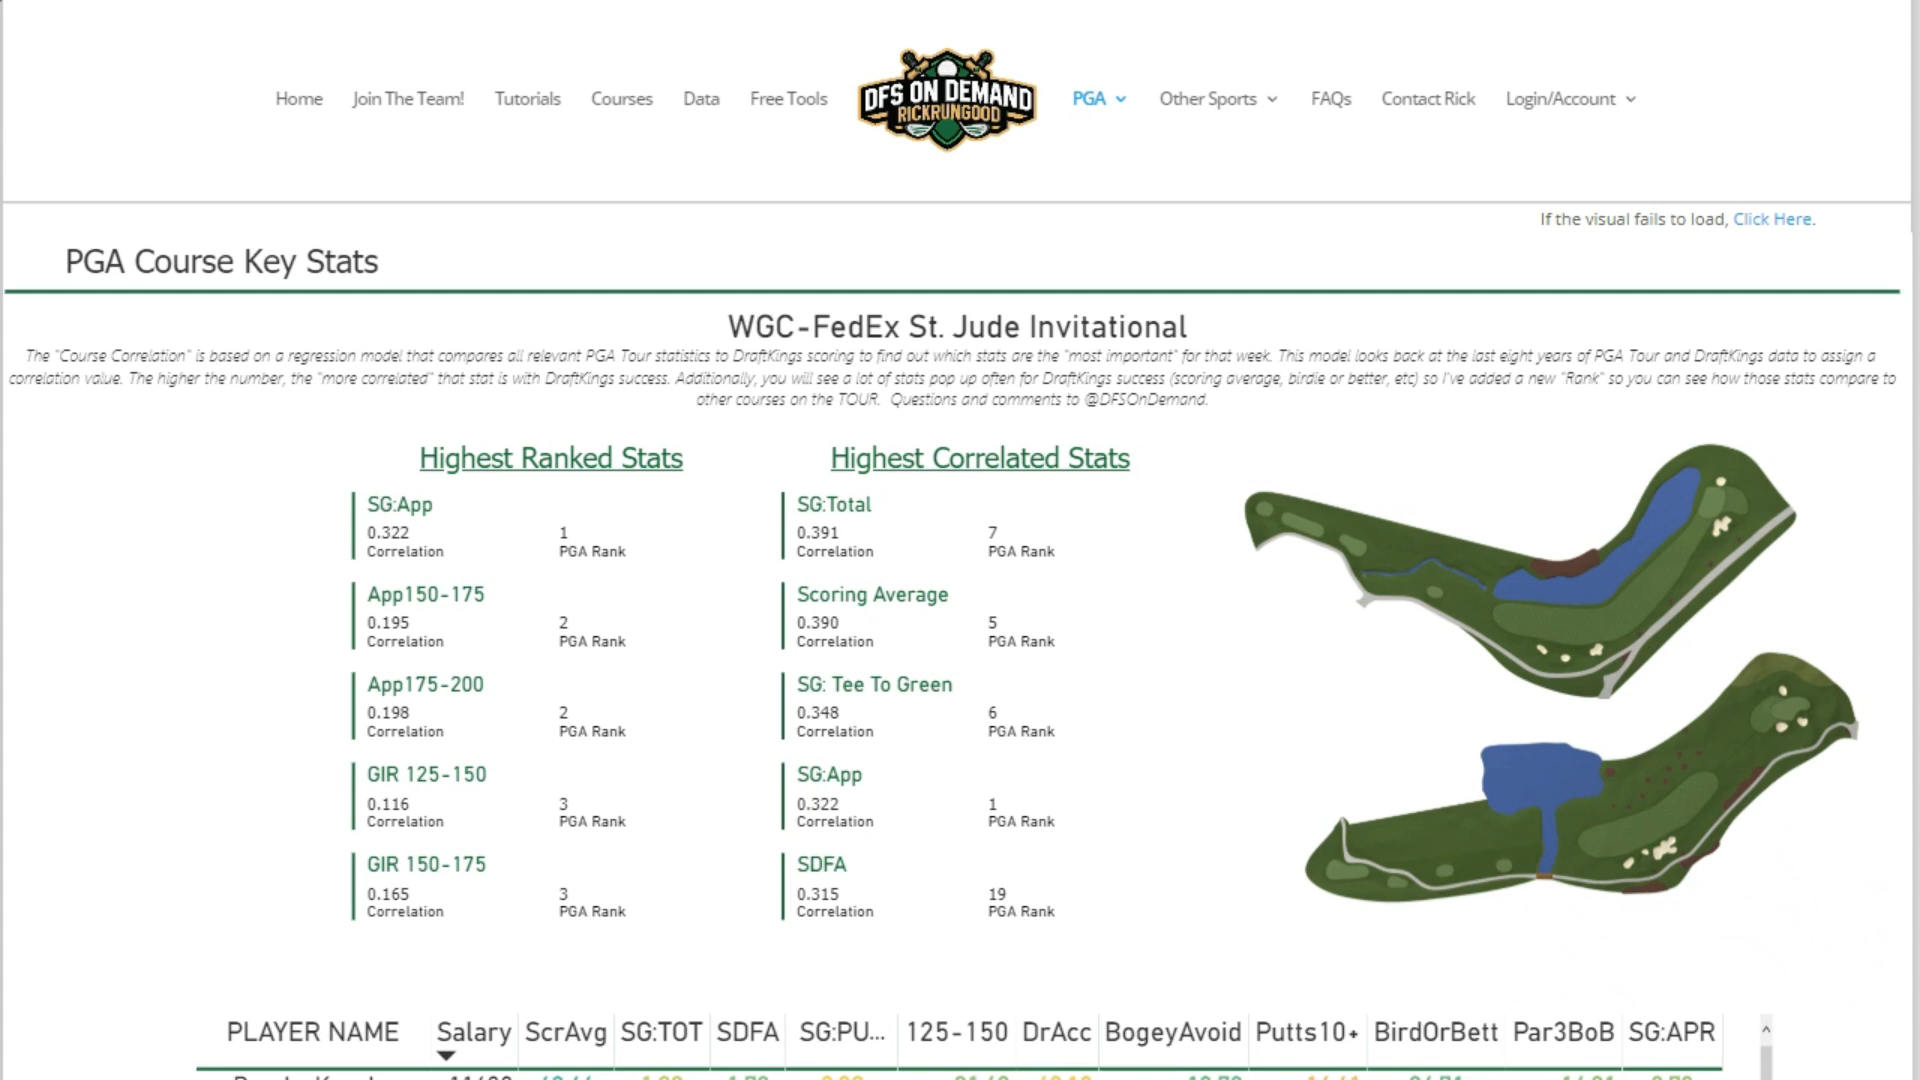 Home Join The Team! Tutorials Courses Data Free Tools DFS ON DEMAND RICKRUNGOOD PGA Other Sports FAQs Contact Rick Login/Account
If the visual fails to load, Click Here.
PGA Course Key Stats
WGC-FedEx St. Jude Invitational
The "Course Correlation" is based on a regression model that compares all relevant PGA Tour statistics to DraftKings scoring to find out which stats are the "most important" for that week. This model looks back at the last eight years of PGA Tour and DraftKings data to assign a
correlation value. The higher the number, the "more correlated" that stat is with DraftKings success. Additionally, you will see a lot of stats pop up often for DraftKings success (scoring average, birdie or better, etc) so I've added a new "Rank" so you can see how those stats compare to
other courses on the TOUR. Questions and comments to @DFSOnDemand.
Highest Ranked Stats
SG:App
0.322 1
Correlation PGA Rank
App150-175
0.195 2
Correlation PGA Rank
App175-200
0.198 2
Correlation PGA Rank
GIR 125-150
0.116 3
Correlation PGA Rank
GIR 150-175
0.165 3
Correlation PGA Rank
Highest Correlated Stats
SG:Total
0.391 7
Correlation PGA Rank
Scoring Average
0.390 5
Correlation PGA Rank
SG: Tee To Green
0.348 6
Correlation PGA Rank
SG:App
0.322 1
Correlation PGA Rank
SDFA
0.315 19
Correlation PGA Rank
PLAYER NAME Salary ScrAvg SG:TOT SDFA SG:PU... 125-150 DrAcc BogeyAvoid Putts10+ BirdOrBett Par3BoB SG:APR